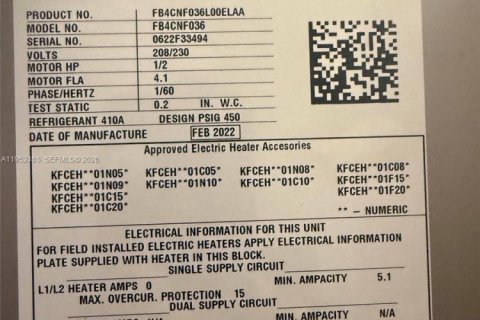 PRODUCT NO. FB4CNF036L00ELAA
MODEL NO. FB4CNF036
SERIAL NO. 0622F33494
VOLTS 208/230
MOTOR HP 1/2
MOTOR FLA 4.1
PHASE/HERTZ 1/60
TEST STATIC 0.2 IN. W.C.
REFRIGERANT 410A DESIGN PSIG 450
DATE OF MANUFACTURE FEB 2022
Approved Electric Heater Accesories
KFCEH**01N05* KFCEH**01C05* KFCEH**01N08* KFCEH**01C08*
KFCEH**01N09* KFCEH**01N10* KFCEH**01C10* KFCEH**01F15*
KFCEH**01C15* KFCEH**01F20*
KFCEH**01C20*
** - NUMERIC
ELECTRICAL INFORMATION FOR THIS UNIT
FOR FIELD INSTALLED ELECTRIC HEATERS APPLY ELECTRICAL INFORMATION
PLATE SUPPLIED WITH HEATER IN THIS BLOCK.
SINGLE SUPPLY CIRCUIT
L1/L2 HEATER AMPS 0 MIN. AMPACITY 5.1
MAX. OVERCUR. PROTECTION 15
DUAL SUPPLY CIRCUIT
MIN. AMPACITY N/A